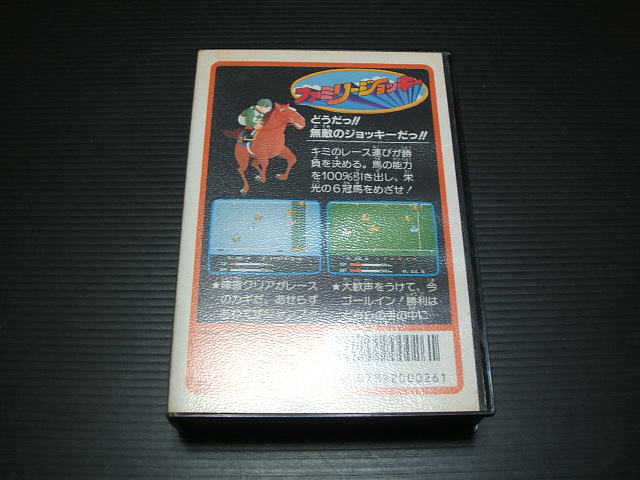 ファミリージョッキー
どうだっ!!
無敵のジョッキーだっ!!
キミのレース運びが勝
負を決める。馬の能力
を100%引き出し、栄
光の6冠馬をめざせ!
★障害クリアがレース
のカギだ。あせらず
★大歓声をうけて、今
ゴールイン!勝利は
2000261